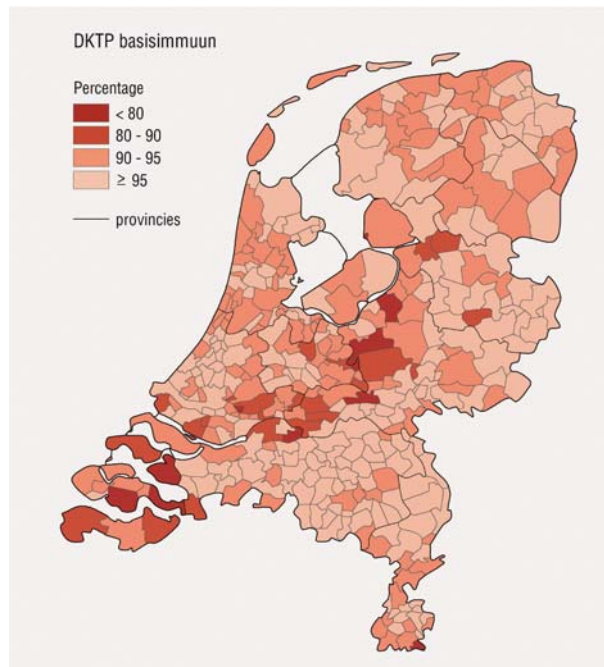 DKTP basisimmuun
Percentage
< 80
80 - 90
90 - 95
≥ 95
provincies